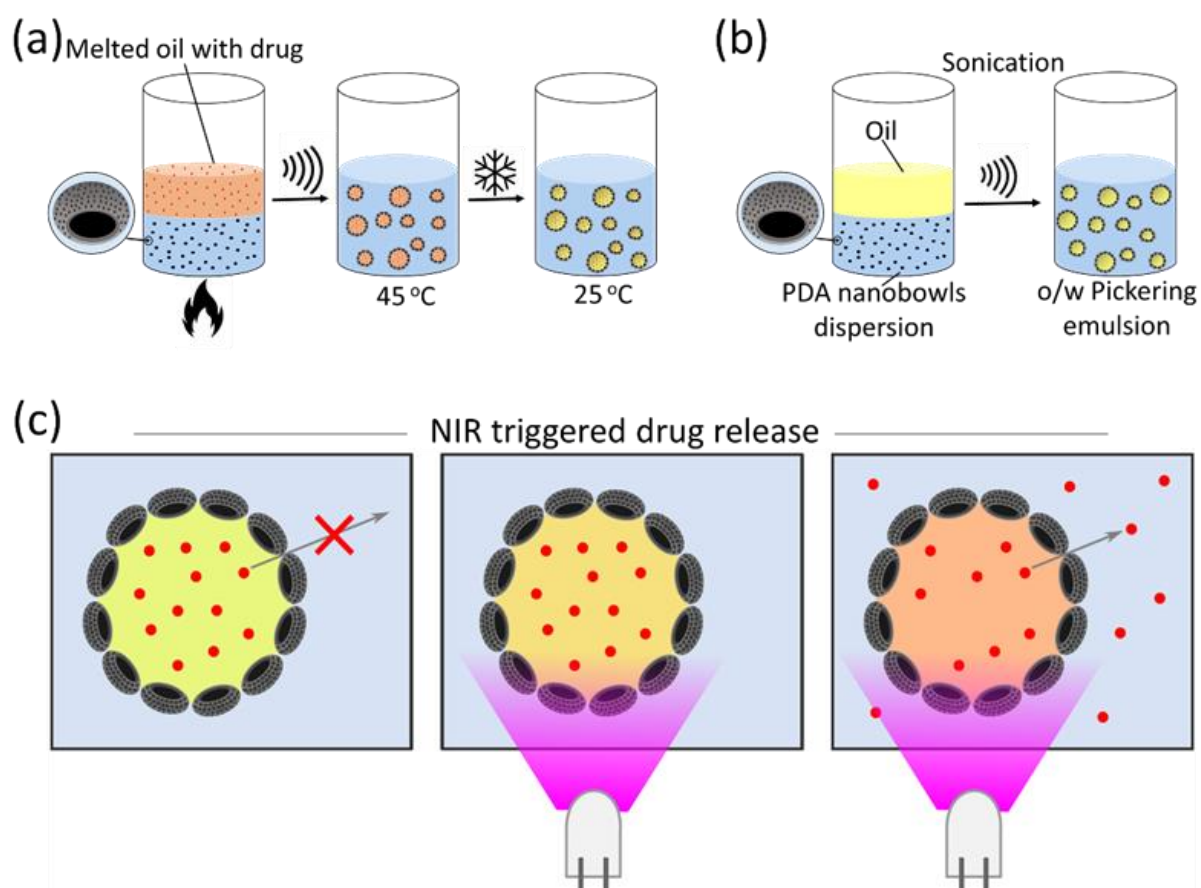 (a)
Melted oil with drug
45 °C
25 °C
(b)
Sonication
Oil
PDA nanobowls
dispersion
o/w Pickering
emulsion
(c)
NIR triggered drug release